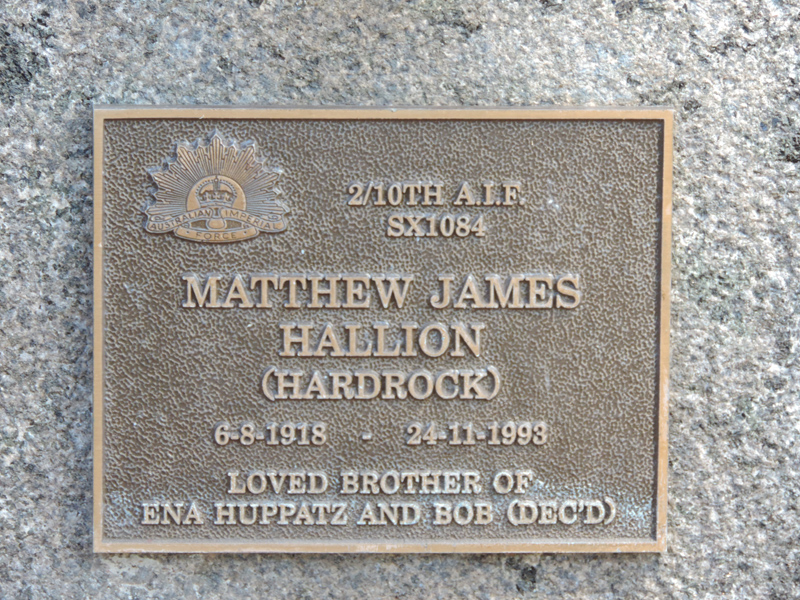 AUSTRALIAN IMPERIAL
FORCES
2/10TH A.I.F.
SX1084
MATTHEW JAMES
HALLION
(HARDROCK)
6-8-1918 - 24-11-1993
LOVED BROTHER OF
ENA HUPPATZ AND BOB (DEC'D)